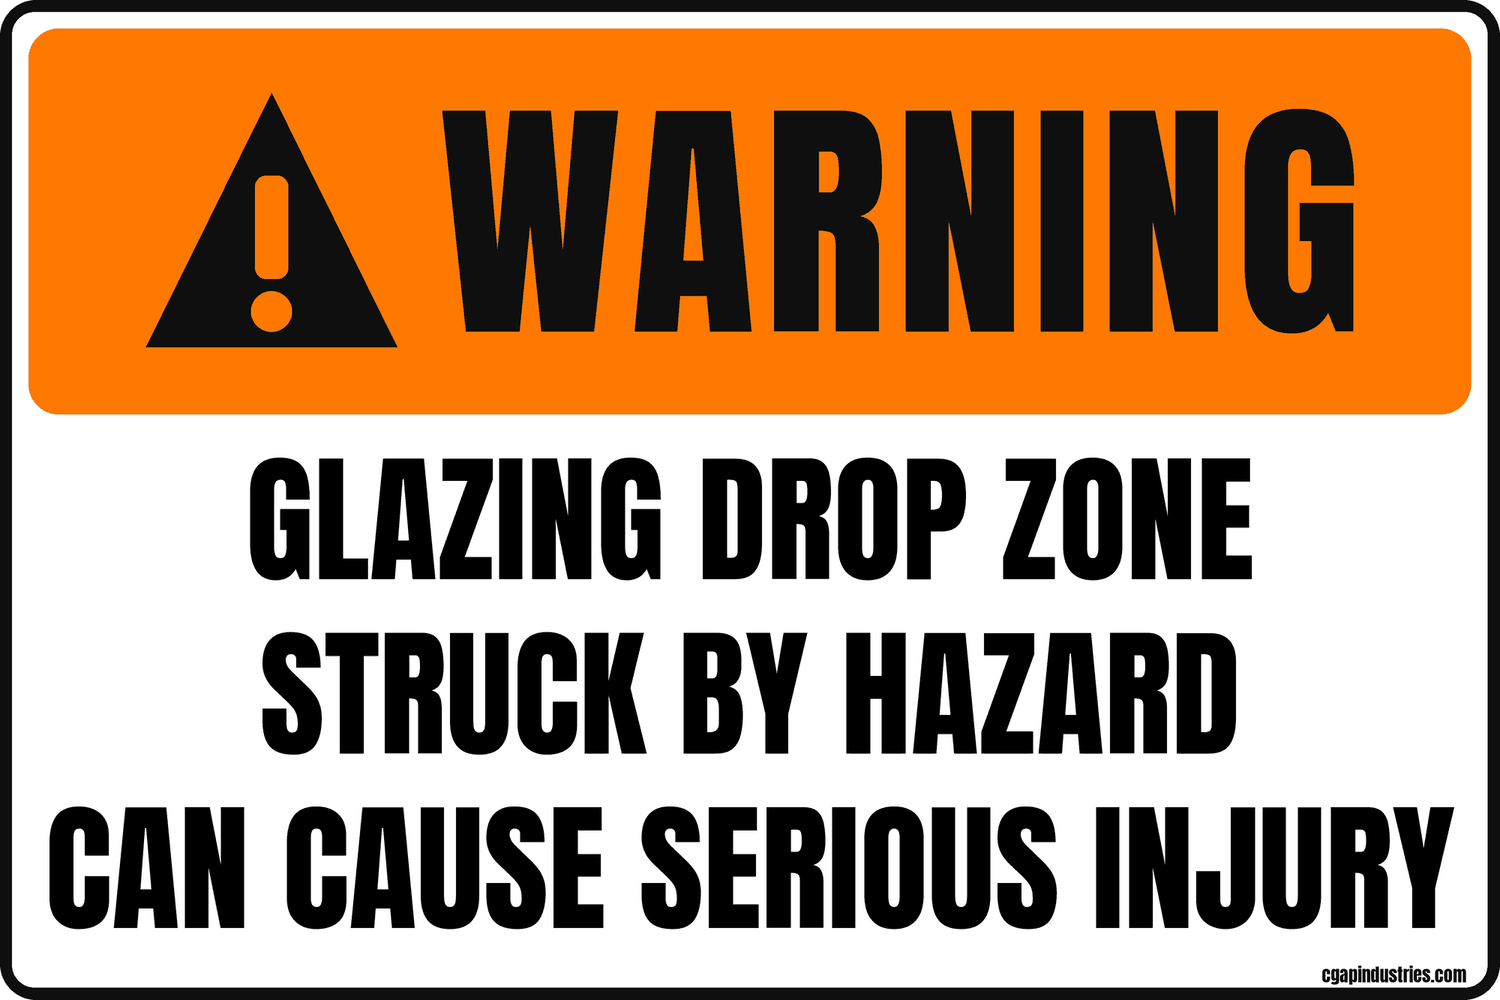 WARNING
GLAZING DROP ZONE
STRUCK BY HAZARD
CAN CAUSE SERIOUS INJURY
cgapindustries.com